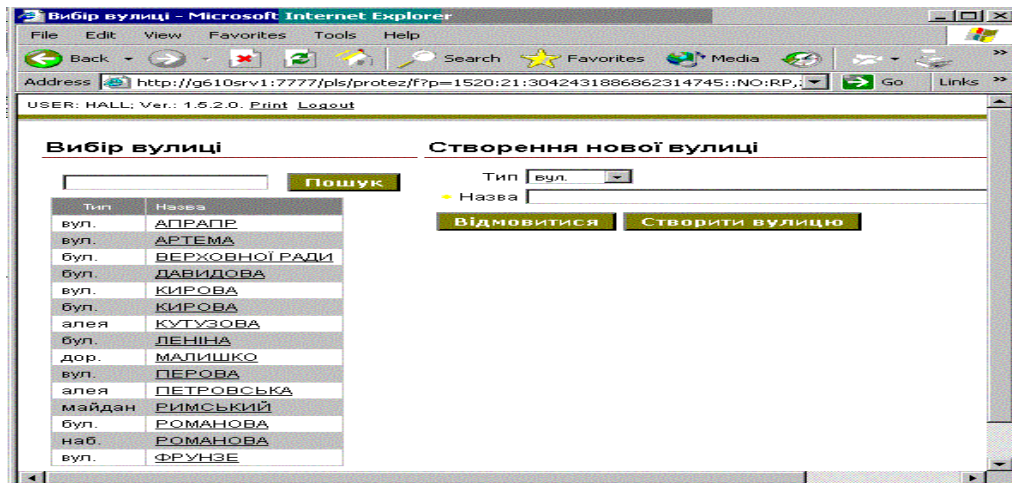 Вибір вулиці - Microsoft Internet Explorer
File Edit View Favorites Tools Help
Back Search Favorites Media
Address http://g610srv1:7777/pls/protez/f?p=1520:21:3042431886862314745::NO:RP,: Go Links
USER: HALL; Ver.: 1.5.2.0. Print Logout
Вибір вулиці
Пошук
Тип Назва
вул. АПРАПР
вул. АРТЕМА
бул. ВЕРХОВНОЇ РАДИ
бул. ДАВИДОВА
вул. КИРОВА
бул. КИРОВА
алея КУТУЗОВА
бул. ЛЕНІНА
дор. МАЛИШКО
вул. ПЕРОВА
алея ПЕТРОВСЬКА
майдан РИМСЬКИЙ
бул. РОМАНОВА
наб. РОМАНОВА
вул. ФРУНЗЕ
Створення нової вулиці
Тип вул.
Назва
Відмовитися Створити вулицю